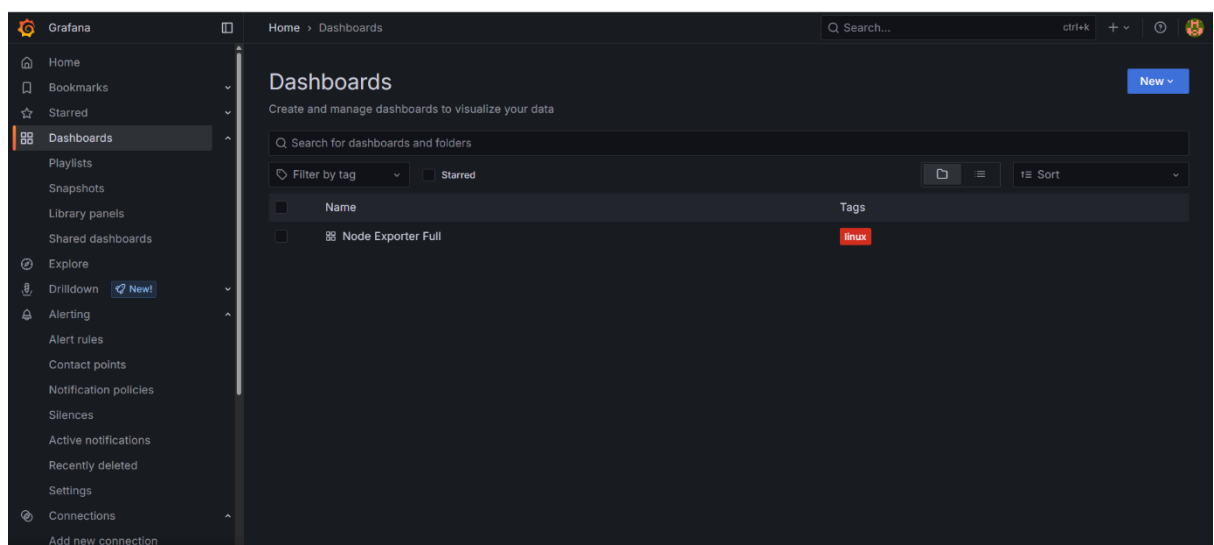 Grafana
Home › Dashboards
Search...
ctrl+k
Home
Bookmarks
Starred
Dashboards
Playlists
Snapshots
Library panels
Shared dashboards
Explore
Drilldown New!
Alerting
Alert rules
Contact points
Notification policies
Silences
Active notifications
Recently deleted
Settings
Connections
Add new connection
Dashboards
New
Create and manage dashboards to visualize your data
Search for dashboards and folders
Filter by tag
Starred
Sort
Name Tags
Node Exporter Full linux